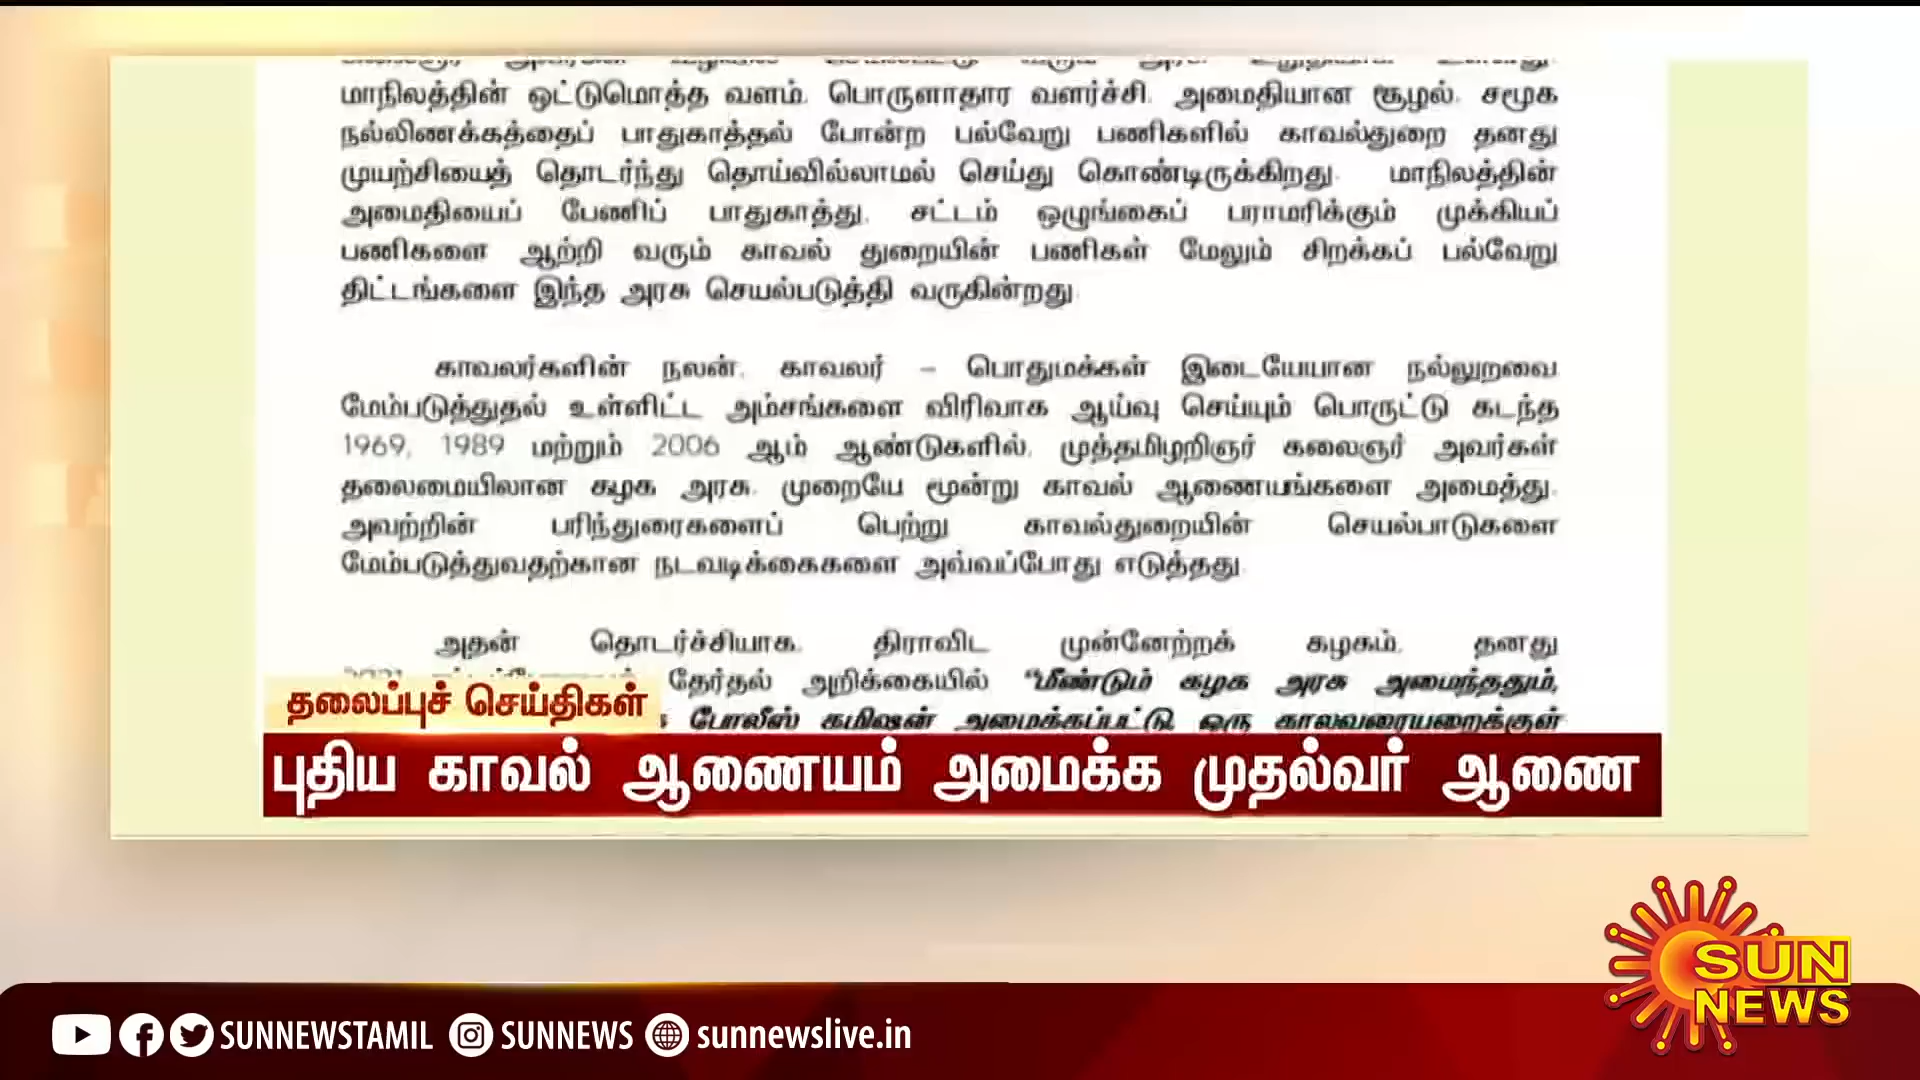 மாநிலத்தின் ஒட்டுமொத்த வளம், பொருளாதார வளர்ச்சி, அமைதியான சூழல், சமூக
நல்லிணக்கத்தைப் பாதுகாத்தல் போன்ற பல்வேறு பணிகளில் காவல்துறை தனது
முயற்சியைத் தொடர்ந்து தொய்வில்லாமல் செய்து கொண்டிருக்கிறது. மாநிலத்தின்
அமைதியைப் பேணிப் பாதுகாத்து, சட்டம் ஒழுங்கைப் பராமரிக்கும் முக்கியப்
பணிகளை ஆற்றி வரும் காவல் துறையின் பணிகள் மேலும் சிறக்கப் பல்வேறு
திட்டங்களை இந்த அரசு செயல்படுத்தி வருகின்றது.
காவலர்களின் நலன், காவலர் – பொதுமக்கள் இடையேயான நல்லுறவை
மேம்படுத்துதல் உள்ளிட்ட அம்சங்களை விரிவாக ஆய்வு செய்யும் பொருட்டு கடந்த
1969, 1989 மற்றும் 2006 ஆம் ஆண்டுகளில், முத்தமிழறிஞர் கலைஞர் அவர்கள்
தலைமையிலான கழக அரசு, முறையே மூன்று காவல் ஆணையங்களை அமைத்து,
அவற்றின் பரிந்துரைகளைப் பெற்று காவல்துறையின் செயல்பாடுகளை
மேம்படுத்துவதற்கான நடவடிக்கைகளை அவ்வப்போது எடுத்தது.
அதன் தொடர்ச்சியாக, திராவிட முன்னேற்றக் கழகம், தனது
தேர்தல் அறிக்கையில் “மீண்டும் கழக அரசு அமைந்ததும்,
போலீஸ் கமிஷன் அமைக்கப்பட்டு, ஒரு காலவரையறைக்குள்
தலைப்புச் செய்திகள்
புதிய காவல் ஆணையம் அமைக்க முதல்வர் ஆணை
SUN
NEWS
SUNNEWSTAMIL SUNNEWS sunnewslive.in